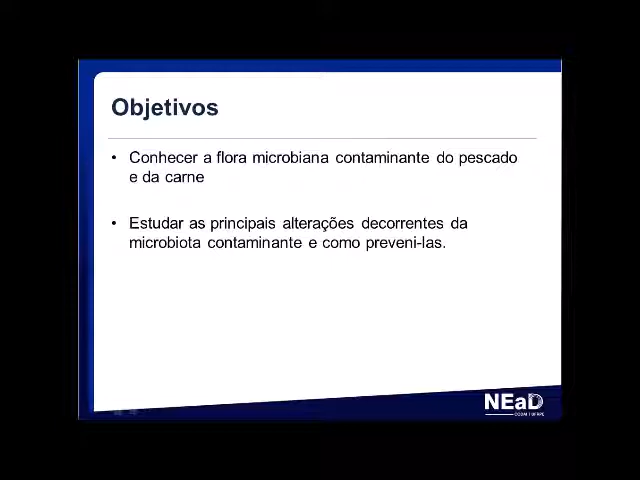 Objetivos
• Conhecer a flora microbiana contaminante do pescado
e da carne
• Estudar as principais alterações decorrentes da
microbiota contaminante e como preveni-las.
NEaD